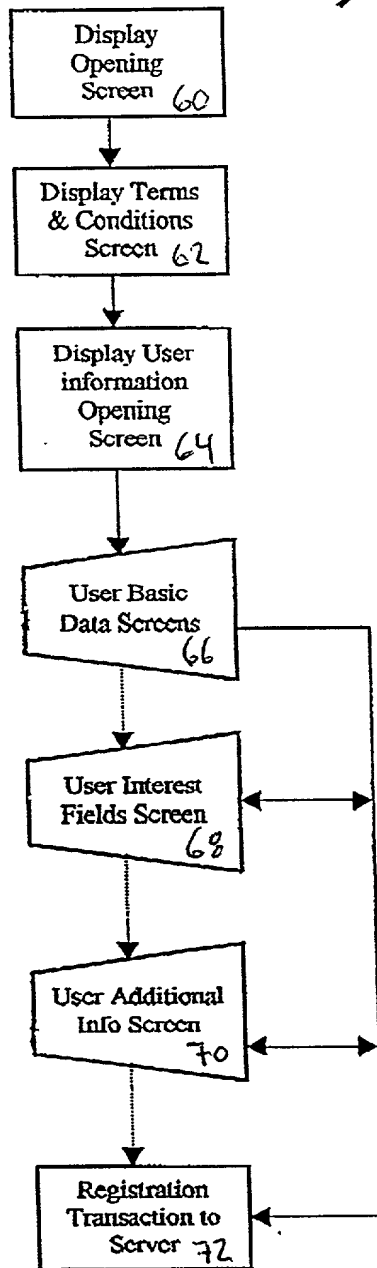 Display
Opening
Screen 60
Display Terms
& Conditions
Screen 62
Display User
information
Opening
Screen 64
User Basic
Data Screens
66
User Interest
Fields Screen
68
User Additional
Info Screen
70
Registration
Transaction to
Server 72